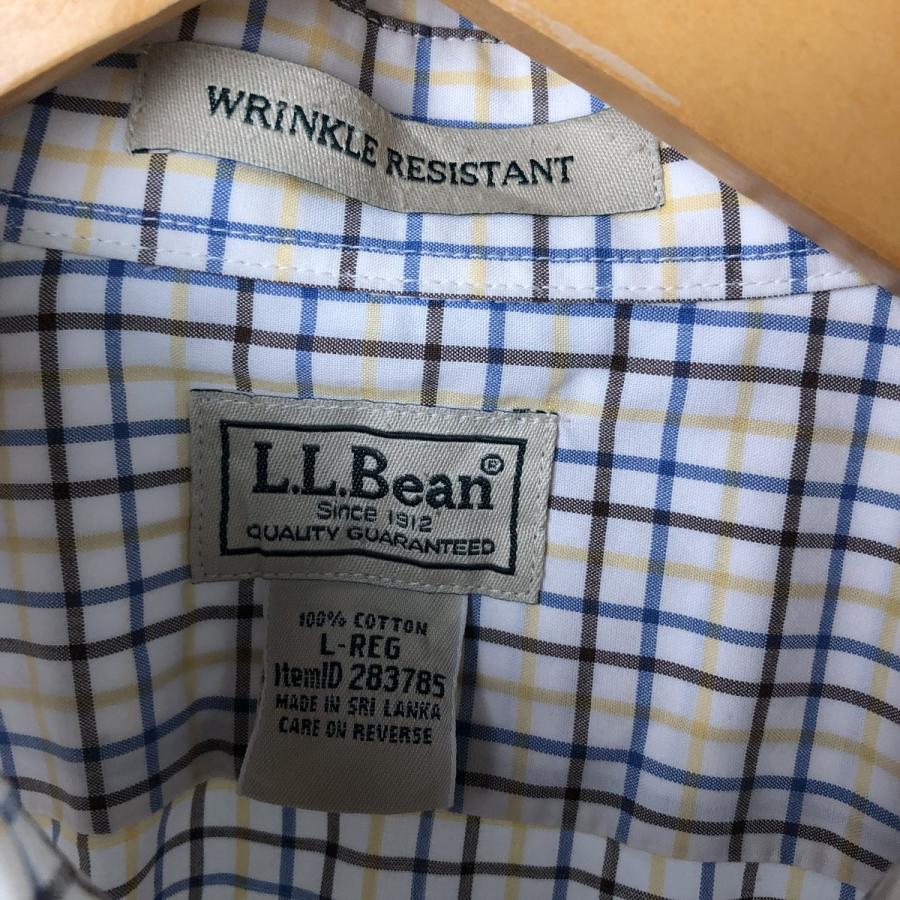 WRINKLE RESISTANT
L.L.Bean®
Since 1912
QUALITY GUARANTEED
100% COTTON
L-REG
ItemID 283785
MADE IN SRI LANKA
CARE ON REVERSE